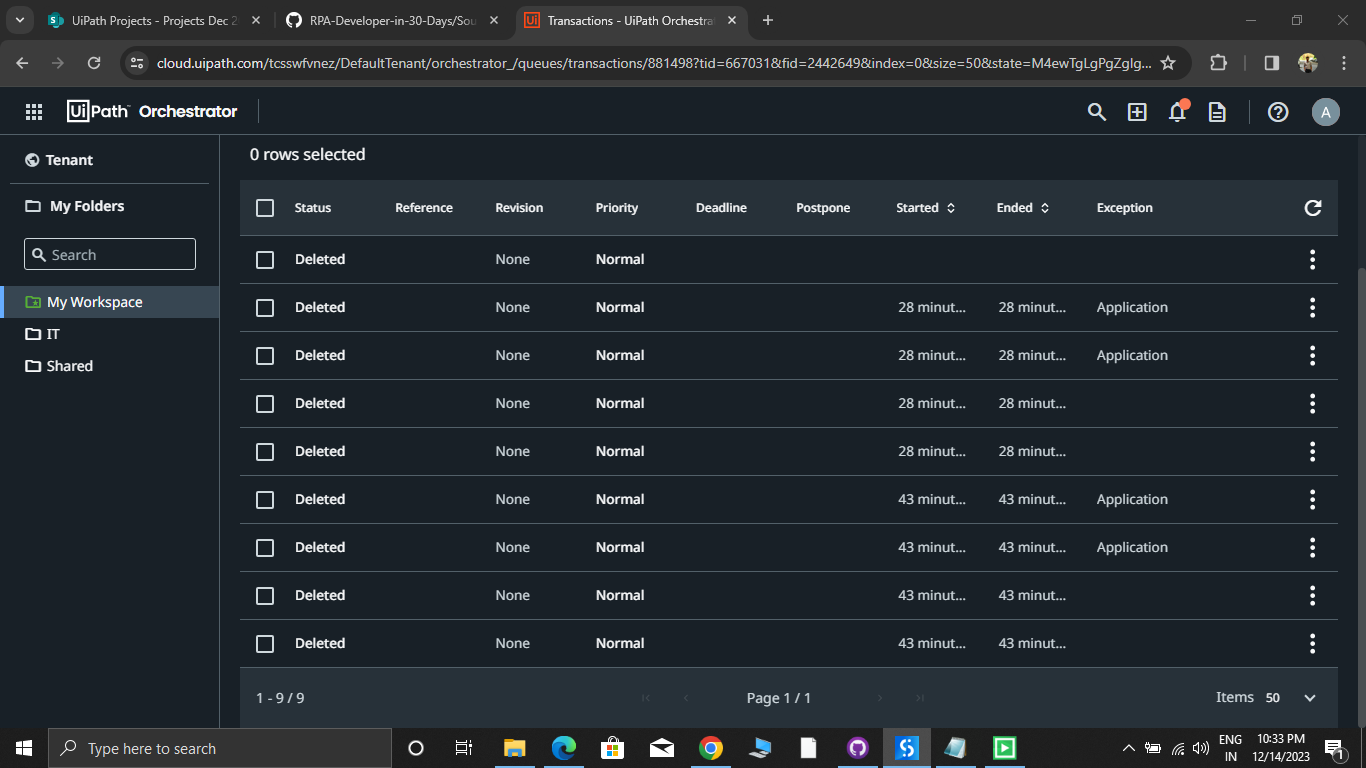 UiPath Projects - Projects Dec 2
RPA-Developer-in-30-Days/Sou
Transactions - UiPath Orchestra
cloud.uipath.com/tcsswfvnez/DefaultTenant/orchestrator_/queues/transactions/881498?tid=667031&fid=2442649&index=0&size=50&state=M4ewTgLgPgZgIg...
UiPath Orchestrator
A
Tenant
My Folders
Search
My Workspace
IT
Shared
0 rows selected
Status Reference Revision Priority Deadline Postpone Started Ended Exception
Deleted None Normal
Deleted None Normal 28 minut... 28 minut... Application
Deleted None Normal 28 minut... 28 minut... Application
Deleted None Normal 28 minut... 28 minut...
Deleted None Normal 28 minut... 28 minut...
Deleted None Normal 43 minut... 43 minut... Application
Deleted None Normal 43 minut... 43 minut... Application
Deleted None Normal 43 minut... 43 minut...
Deleted None Normal 43 minut... 43 minut...
1 - 9 / 9 Page 1 / 1 Items 50
Type here to search
ENG
IN
10:33 PM
12/14/2023
1